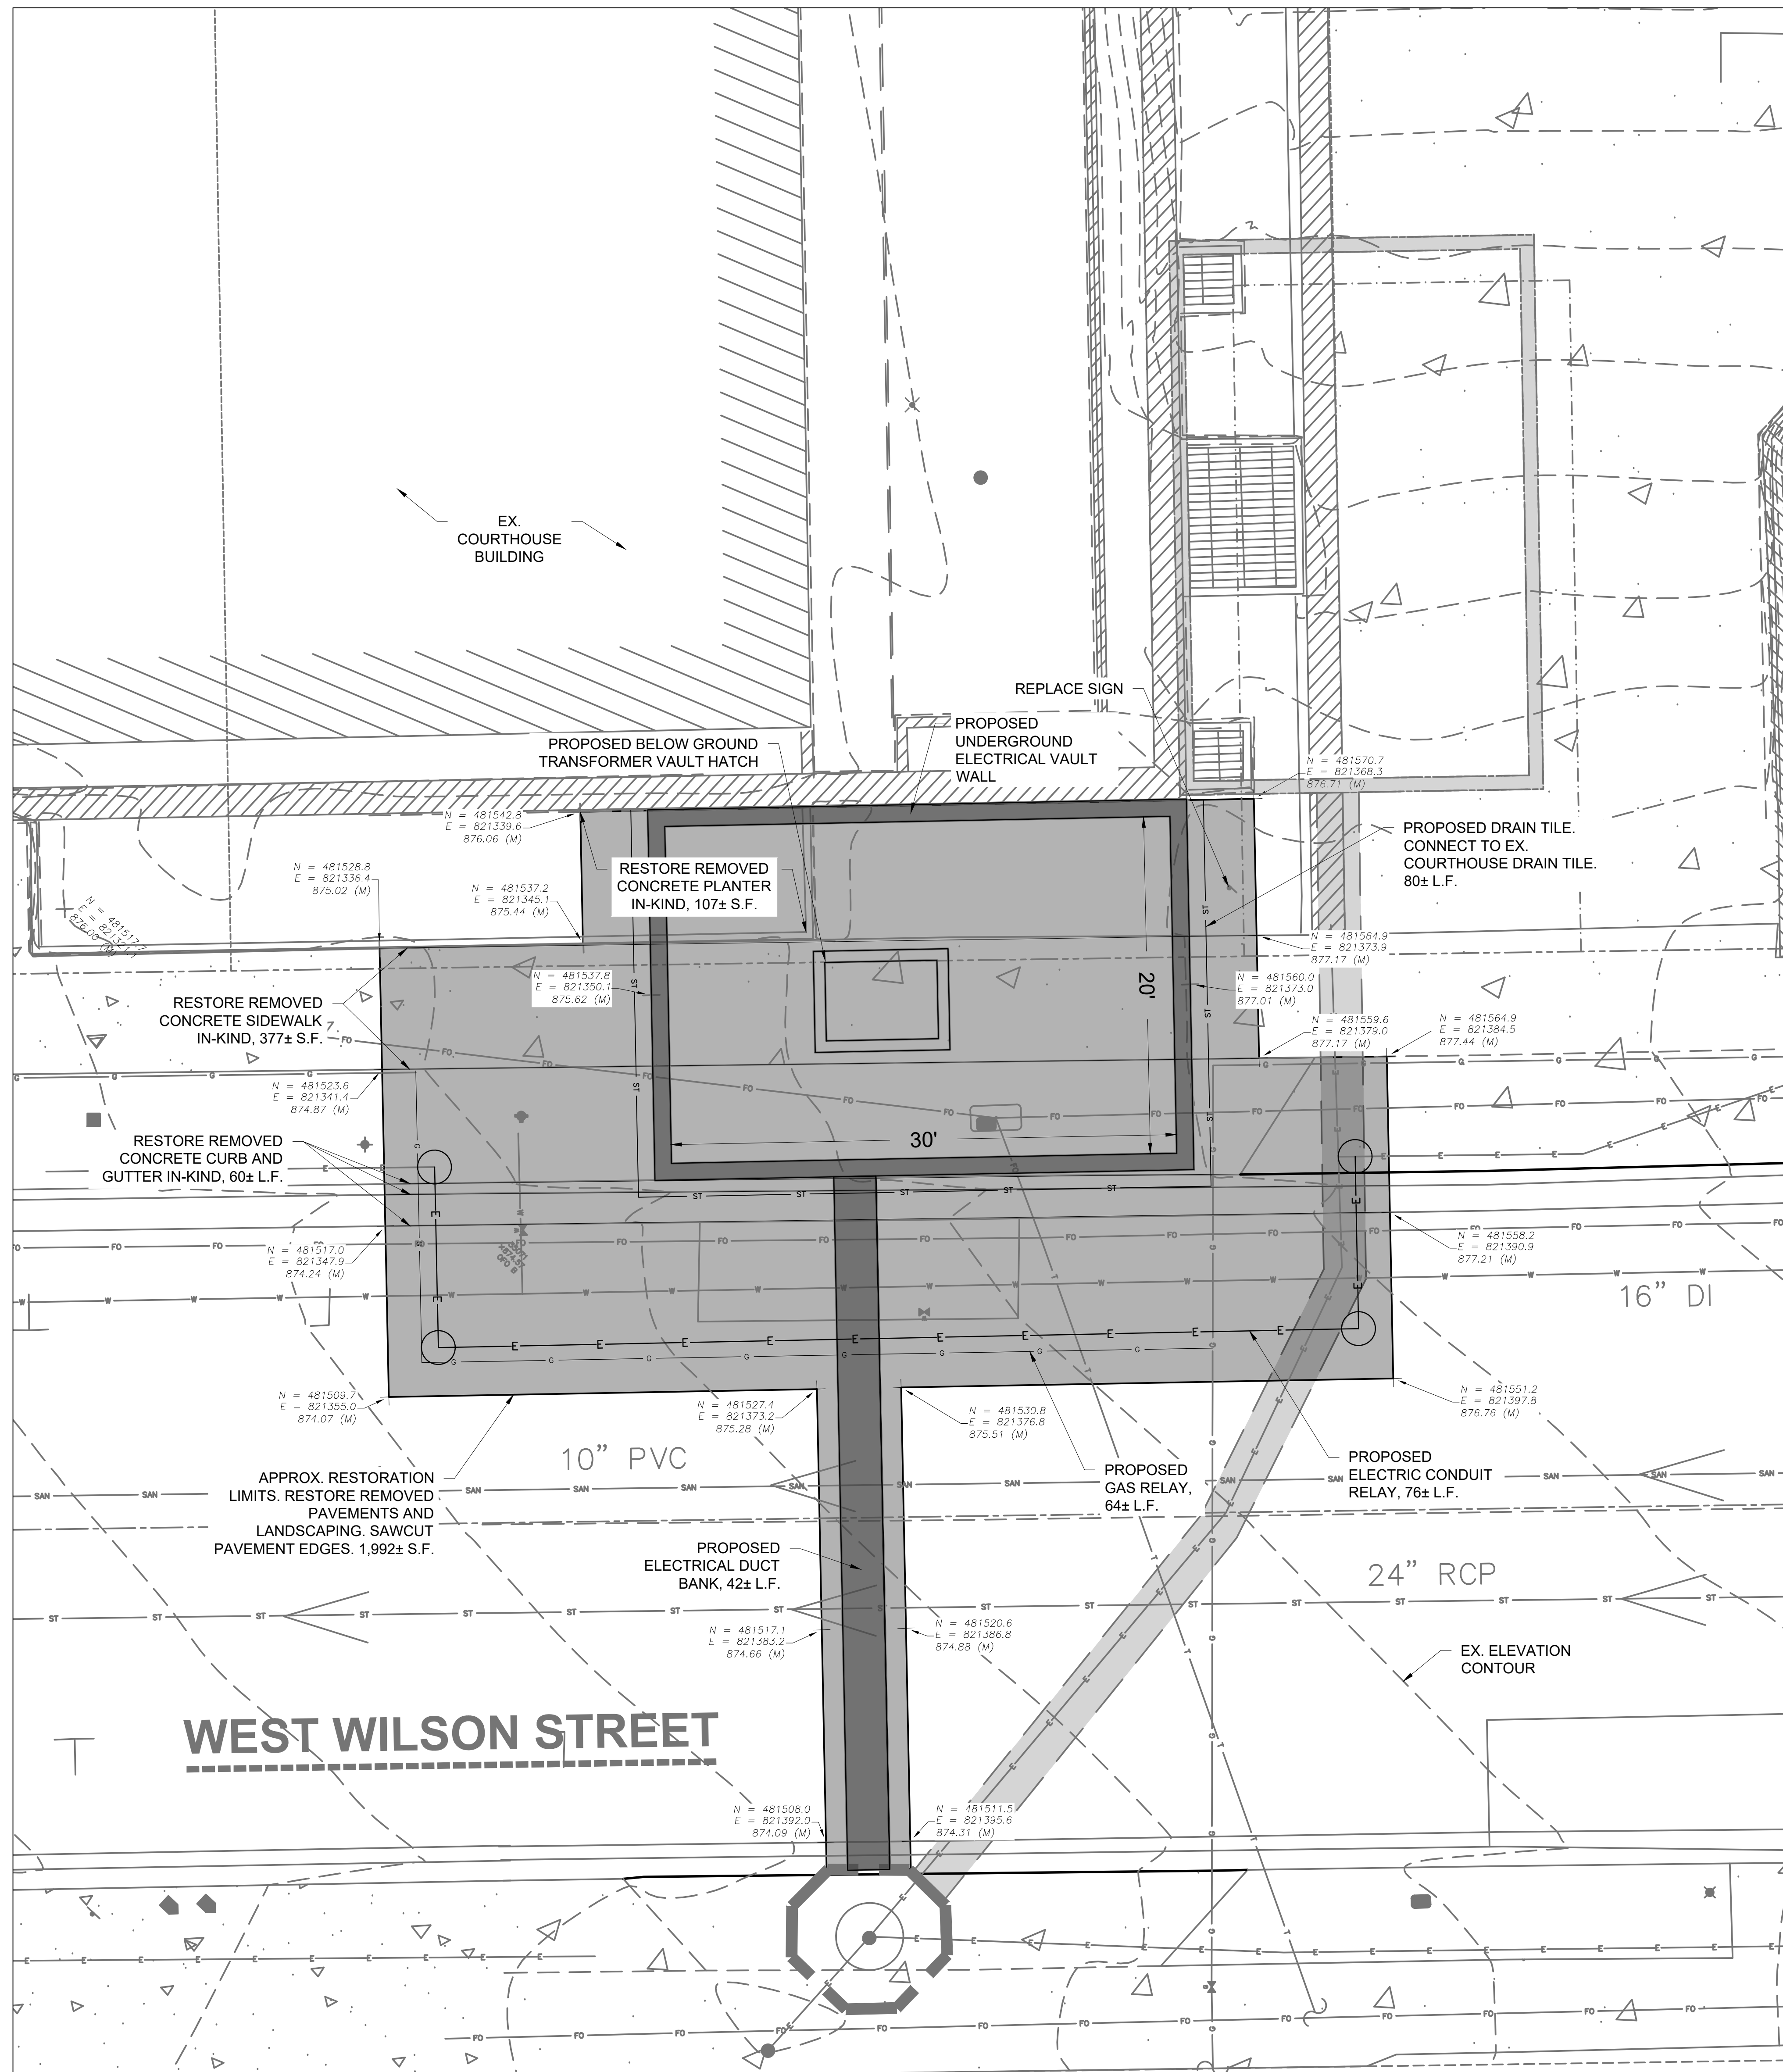 EX.
COURTHOUSE
BUILDING
REPLACE SIGN
PROPOSED
UNDERGROUND
ELECTRICAL VAULT
WALL
PROPOSED BELOW GROUND
TRANSFORMER VAULT HATCH
N = 481570.7
E = 821368.3
876.71 (M)
N = 481542.8
E = 821339.6
876.06 (M)
PROPOSED DRAIN TILE.
CONNECT TO EX.
COURTHOUSE DRAIN TILE.
80± L.F.
RESTORE REMOVED
CONCRETE PLANTER
IN-KIND, 107± S.F.
N = 481528.8
E = 821336.4
875.02 (M)
N = 481537.2
E = 821345.1
875.44 (M)
N = 481564.9
E = 821373.9
877.17 (M)
N = 481537.8
E = 821350.1
875.62 (M)
N = 481560.0
E = 821373.0
877.01 (M)
20'
RESTORE REMOVED
CONCRETE SIDEWALK
IN-KIND, 377± S.F.
N = 481559.6
E = 821379.0
877.17 (M)
N = 481564.9
E = 821384.5
877.44 (M)
N = 481523.6
E = 821341.4
874.87 (M)
30'
RESTORE REMOVED
CONCRETE CURB AND
GUTTER IN-KIND, 60± L.F.
N = 481517.0
E = 821347.9
874.24 (M)
N = 481558.2
E = 821390.9
877.21 (M)
16" DI
N = 481509.7
E = 821355.0
874.07 (M)
N = 481527.4
E = 821373.2
875.28 (M)
N = 481530.8
E = 821376.8
875.51 (M)
N = 481551.2
E = 821397.8
876.76 (M)
10" PVC
APPROX. RESTORATION
LIMITS. RESTORE REMOVED
PAVEMENTS AND
LANDSCAPING. SAWCUT
PAVEMENT EDGES. 1,992± S.F.
PROPOSED
GAS RELAY,
64± L.F.
PROPOSED
ELECTRIC CONDUIT
RELAY, 76± L.F.
PROPOSED
ELECTRICAL DUCT
BANK, 42± L.F.
24" RCP
N = 481517.1
E = 821383.2
874.66 (M)
N = 481520.6
E = 821386.8
874.88 (M)
EX. ELEVATION
CONTOUR
WEST WILSON STREET
N = 481508.0
E = 821392.0
874.09 (M)
N = 481511.5
E = 821395.6
874.31 (M)